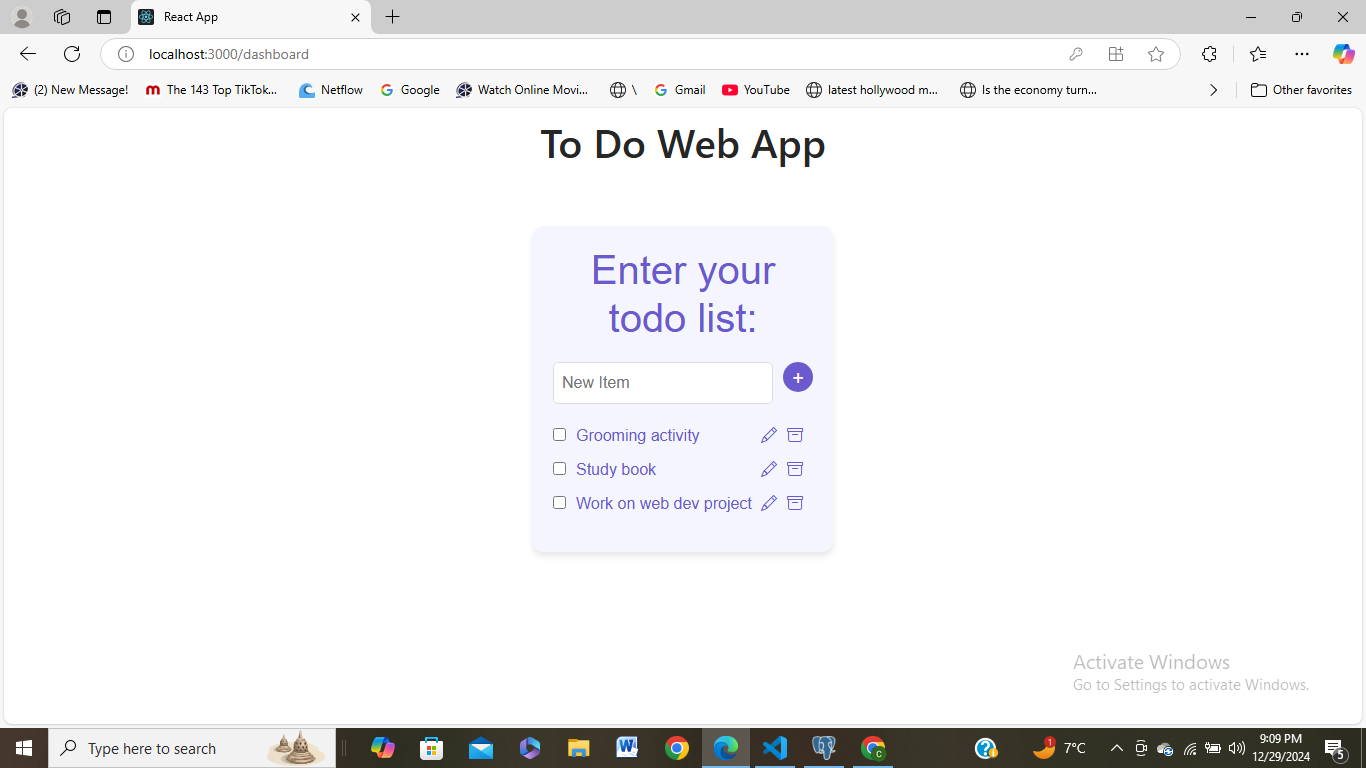 React App
localhost:3000/dashboard
(2) New Message!
The 143 Top TikTok...
Netflow
Google
Watch Online Movi...
\
Gmail
YouTube
latest hollywood m...
Is the economy turn...
Other favorites
To Do Web App
Enter your
todo list:
New Item
+
Grooming activity
Study book
Work on web dev project
Activate Windows
Go to Settings to activate Windows.
Type here to search
1
7°C
9:09 PM
12/29/2024
5